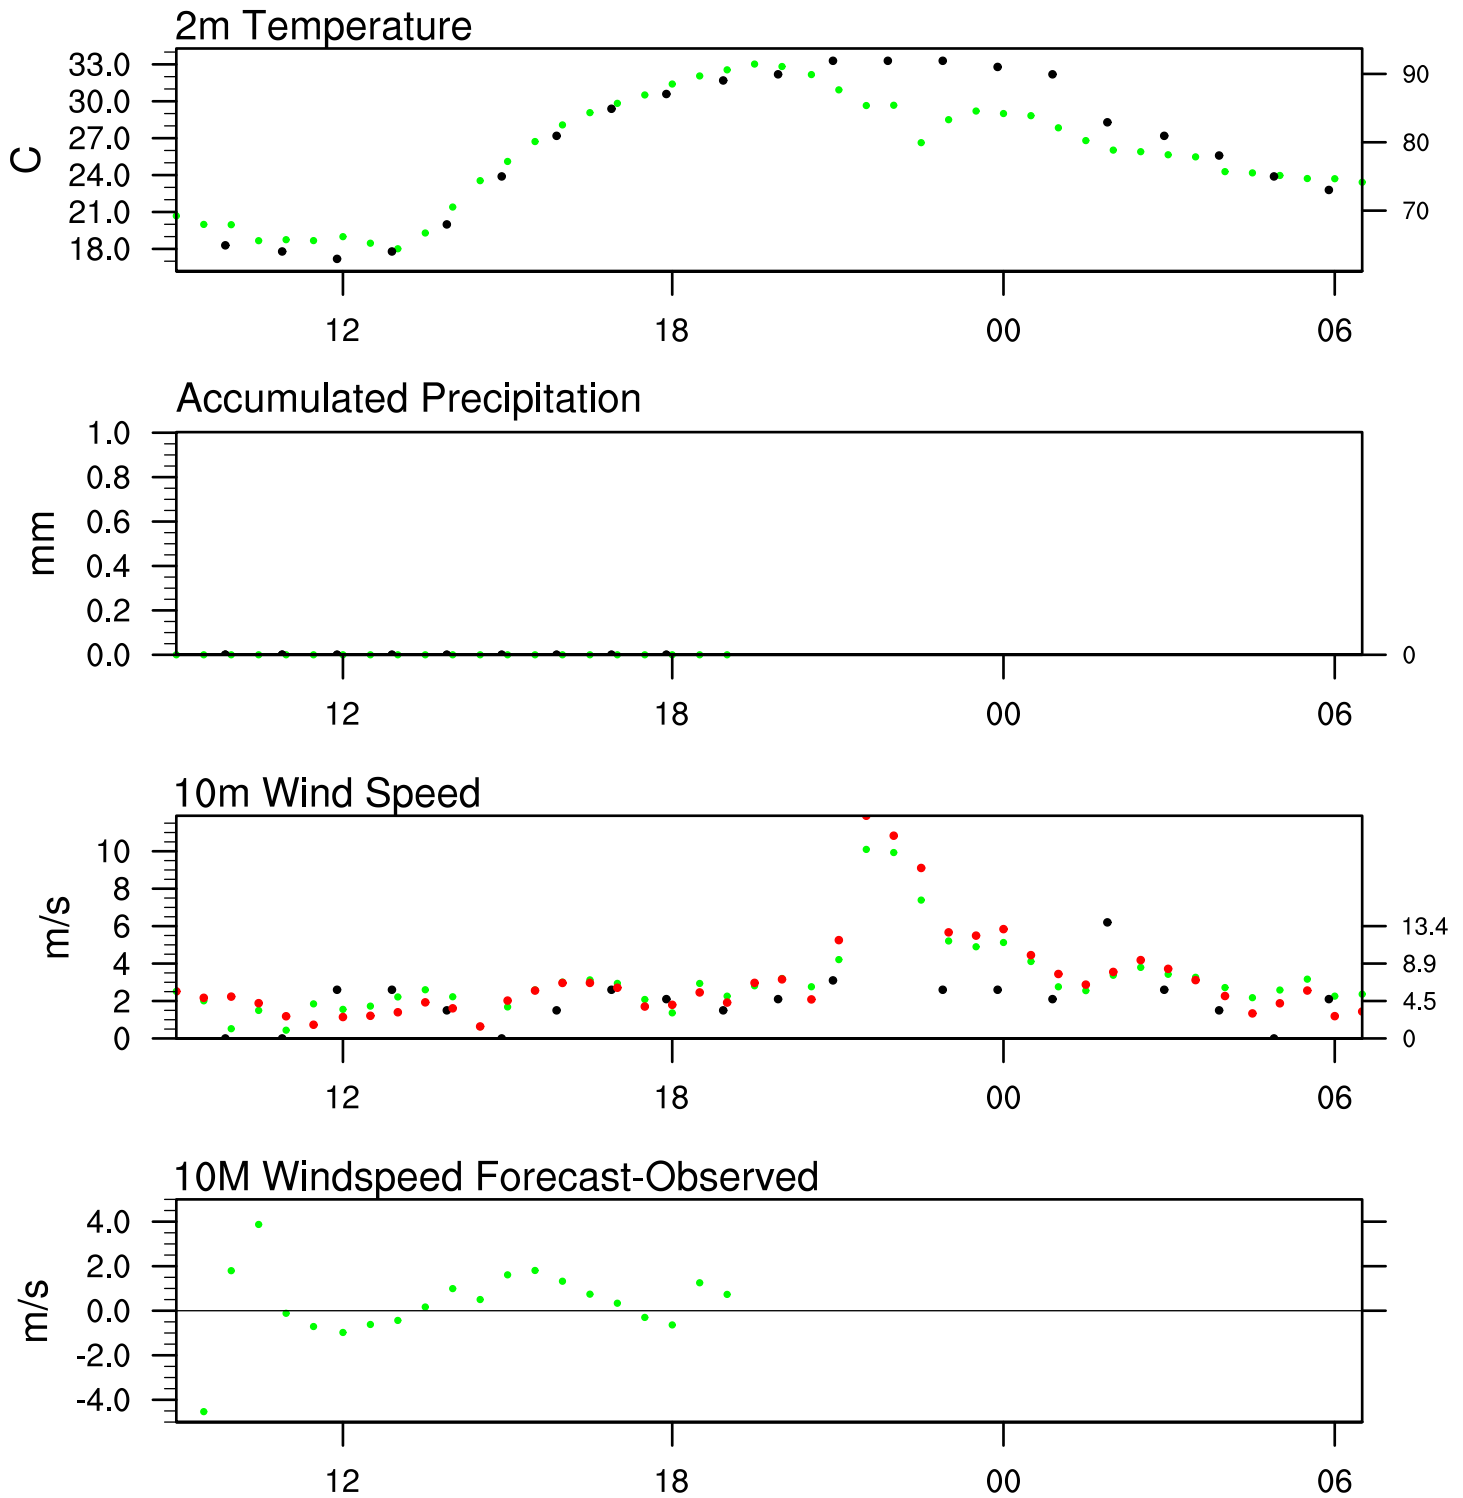 2m Temperature
33.0
30.0
27.0
24.0
21.0
18.0
C
90
80
70
12 18 00 06
Accumulated Precipitation
1.0
0.8
0.6
0.4
0.2
0.0
mm
0
12 18 00 06
10m Wind Speed
10
8
6
4
2
0
m/s
13.4
8.9
4.5
0
12 18 00 06
10M Windspeed Forecast-Observed
4.0
2.0
0.0
-2.0
-4.0
m/s
12 18 00 06